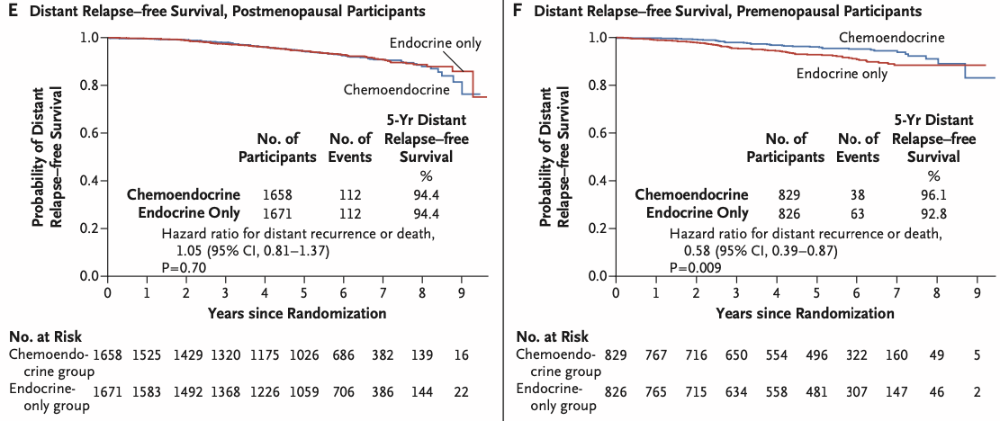 E Distant Relapse–free Survival, Postmenopausal Participants
Probability of Distant
Relapse–free Survival
1.0
0.8
0.6
0.4
0.2
0.0
Endocrine only
Chemoendocrine
No. of
Participants
No. of
Events
5-Yr Distant
Relapse–free
Survival
%
Chemoendocrine 1658 112 94.4
Endocrine Only 1671 112 94.4
Hazard ratio for distant recurrence or death,
1.05 (95% CI, 0.81–1.37)
P=0.70
0 1 2 3 4 5 6 7 8 9
Years since Randomization
No. at Risk
Chemoendo- 1658 1525 1429 1320 1175 1026 686 382 139 16
crine group
Endocrine- 1671 1583 1492 1368 1226 1059 706 386 144 22
only group
F Distant Relapse–free Survival, Premenopausal Participants
Probability of Distant
Relapse–free Survival
1.0
0.8
0.6
0.4
0.2
0.0
Chemoendocrine
Endocrine only
No. of
Participants
No. of
Events
5-Yr Distant
Relapse–free
Survival
%
Chemoendocrine 829 38 96.1
Endocrine Only 826 63 92.8
Hazard ratio for distant recurrence or death,
0.58 (95% CI, 0.39–0.87)
P=0.009
0 1 2 3 4 5 6 7 8 9
Years since Randomization
No. at Risk
Chemoendo- 829 767 716 650 554 496 322 160 49 5
crine group
Endocrine- 826 765 715 634 558 481 307 147 46 2
only group